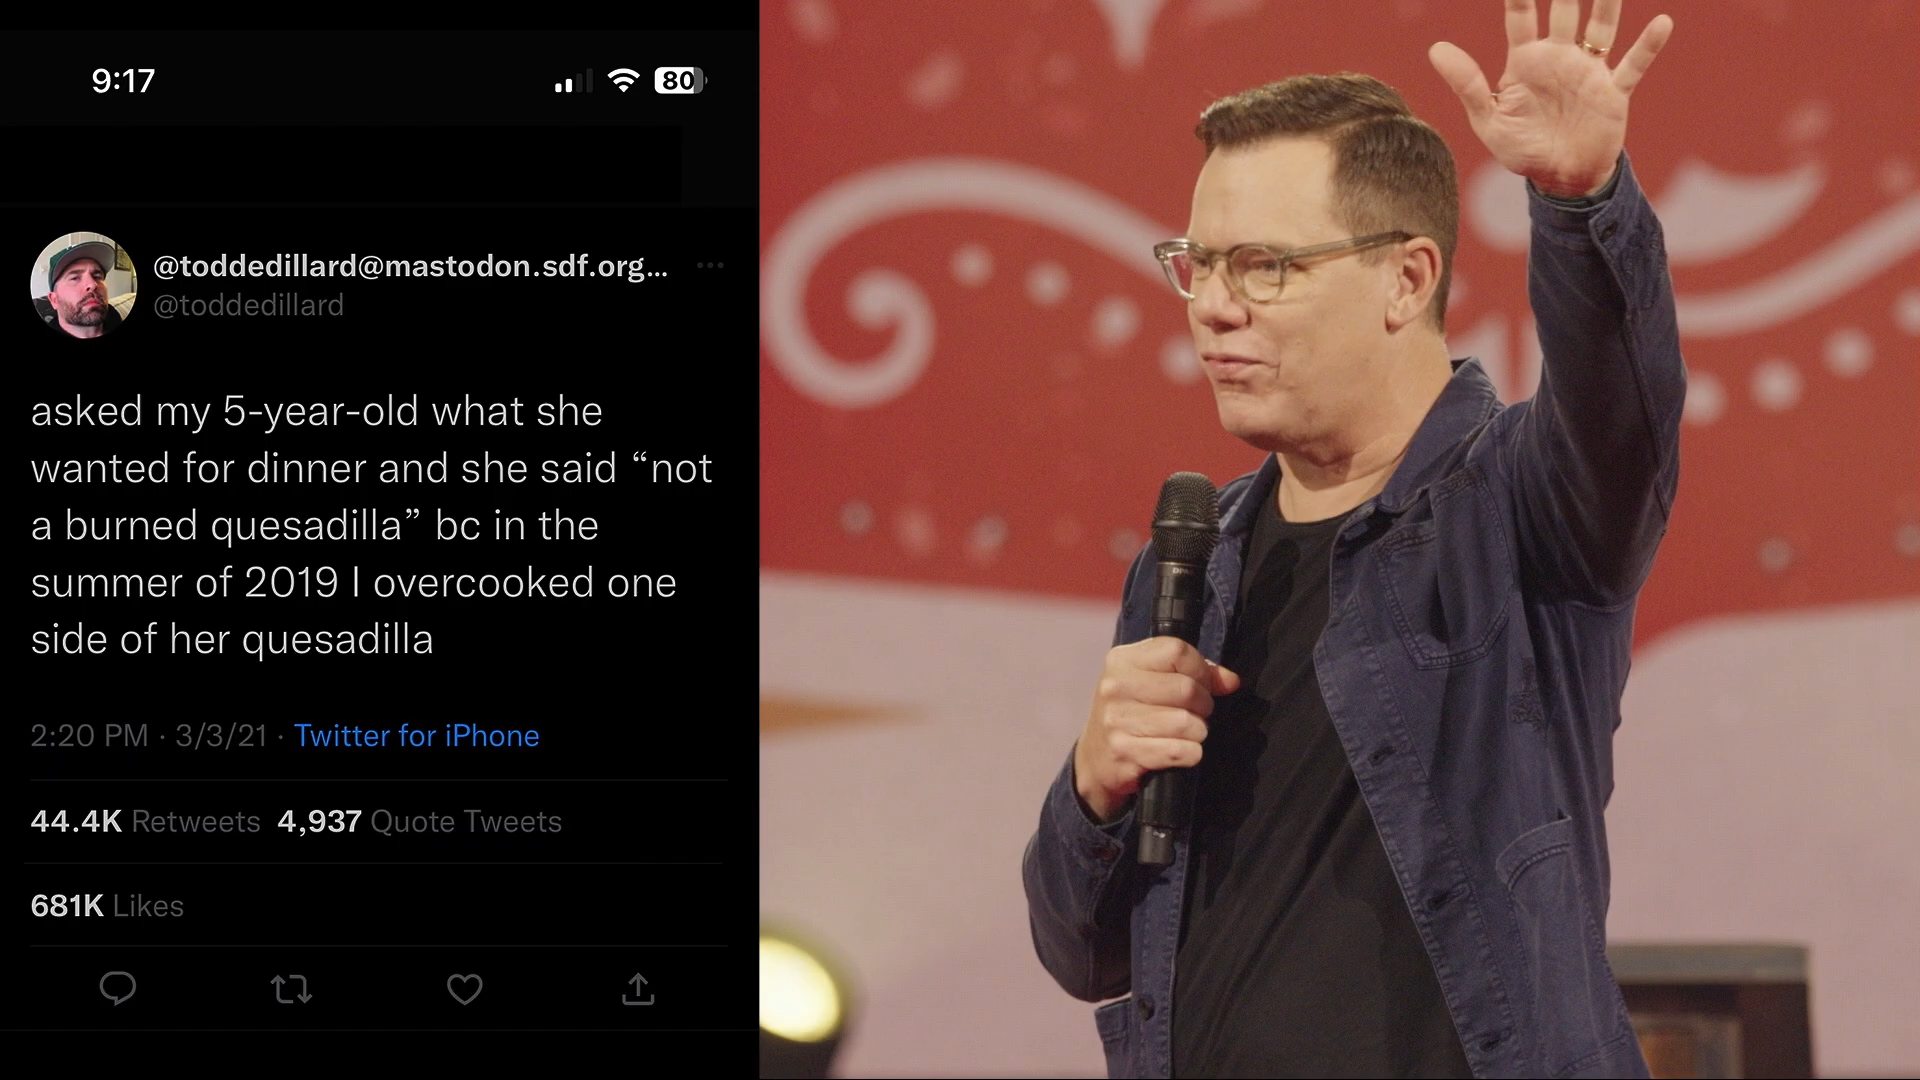 9:17
80
@toddedillard@mastodon.sdf.org...
@toddedillard
asked my 5-year-old what she
wanted for dinner and she said “not
a burned quesadilla” bc in the
summer of 2019 I overcooked one
side of her quesadilla
2:20 PM · 3/3/21 · Twitter for iPhone
44.4K Retweets 4,937 Quote Tweets
681K Likes